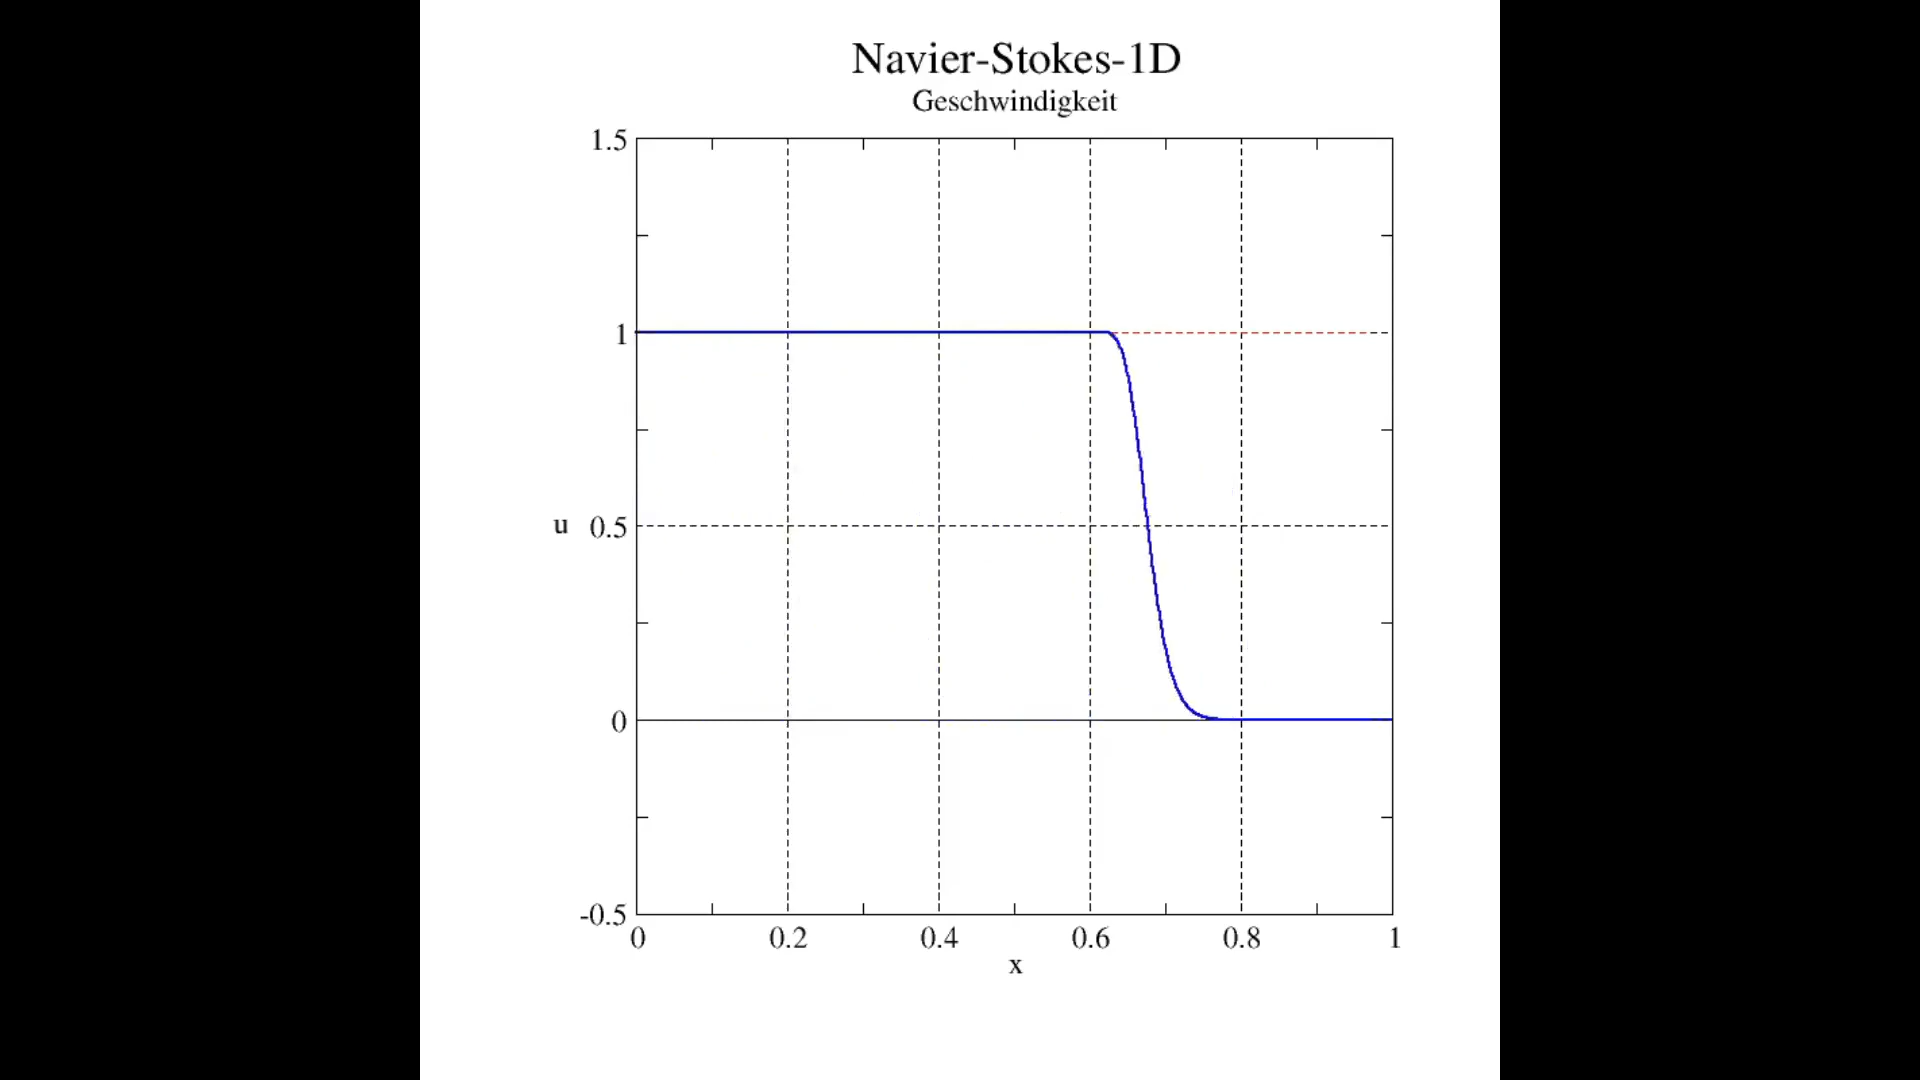 Navier-Stokes-1D
Geschwindigkeit
1.5
1
u 0.5
0
-0.5
0 0.2 0.4 0.6 0.8 1
x